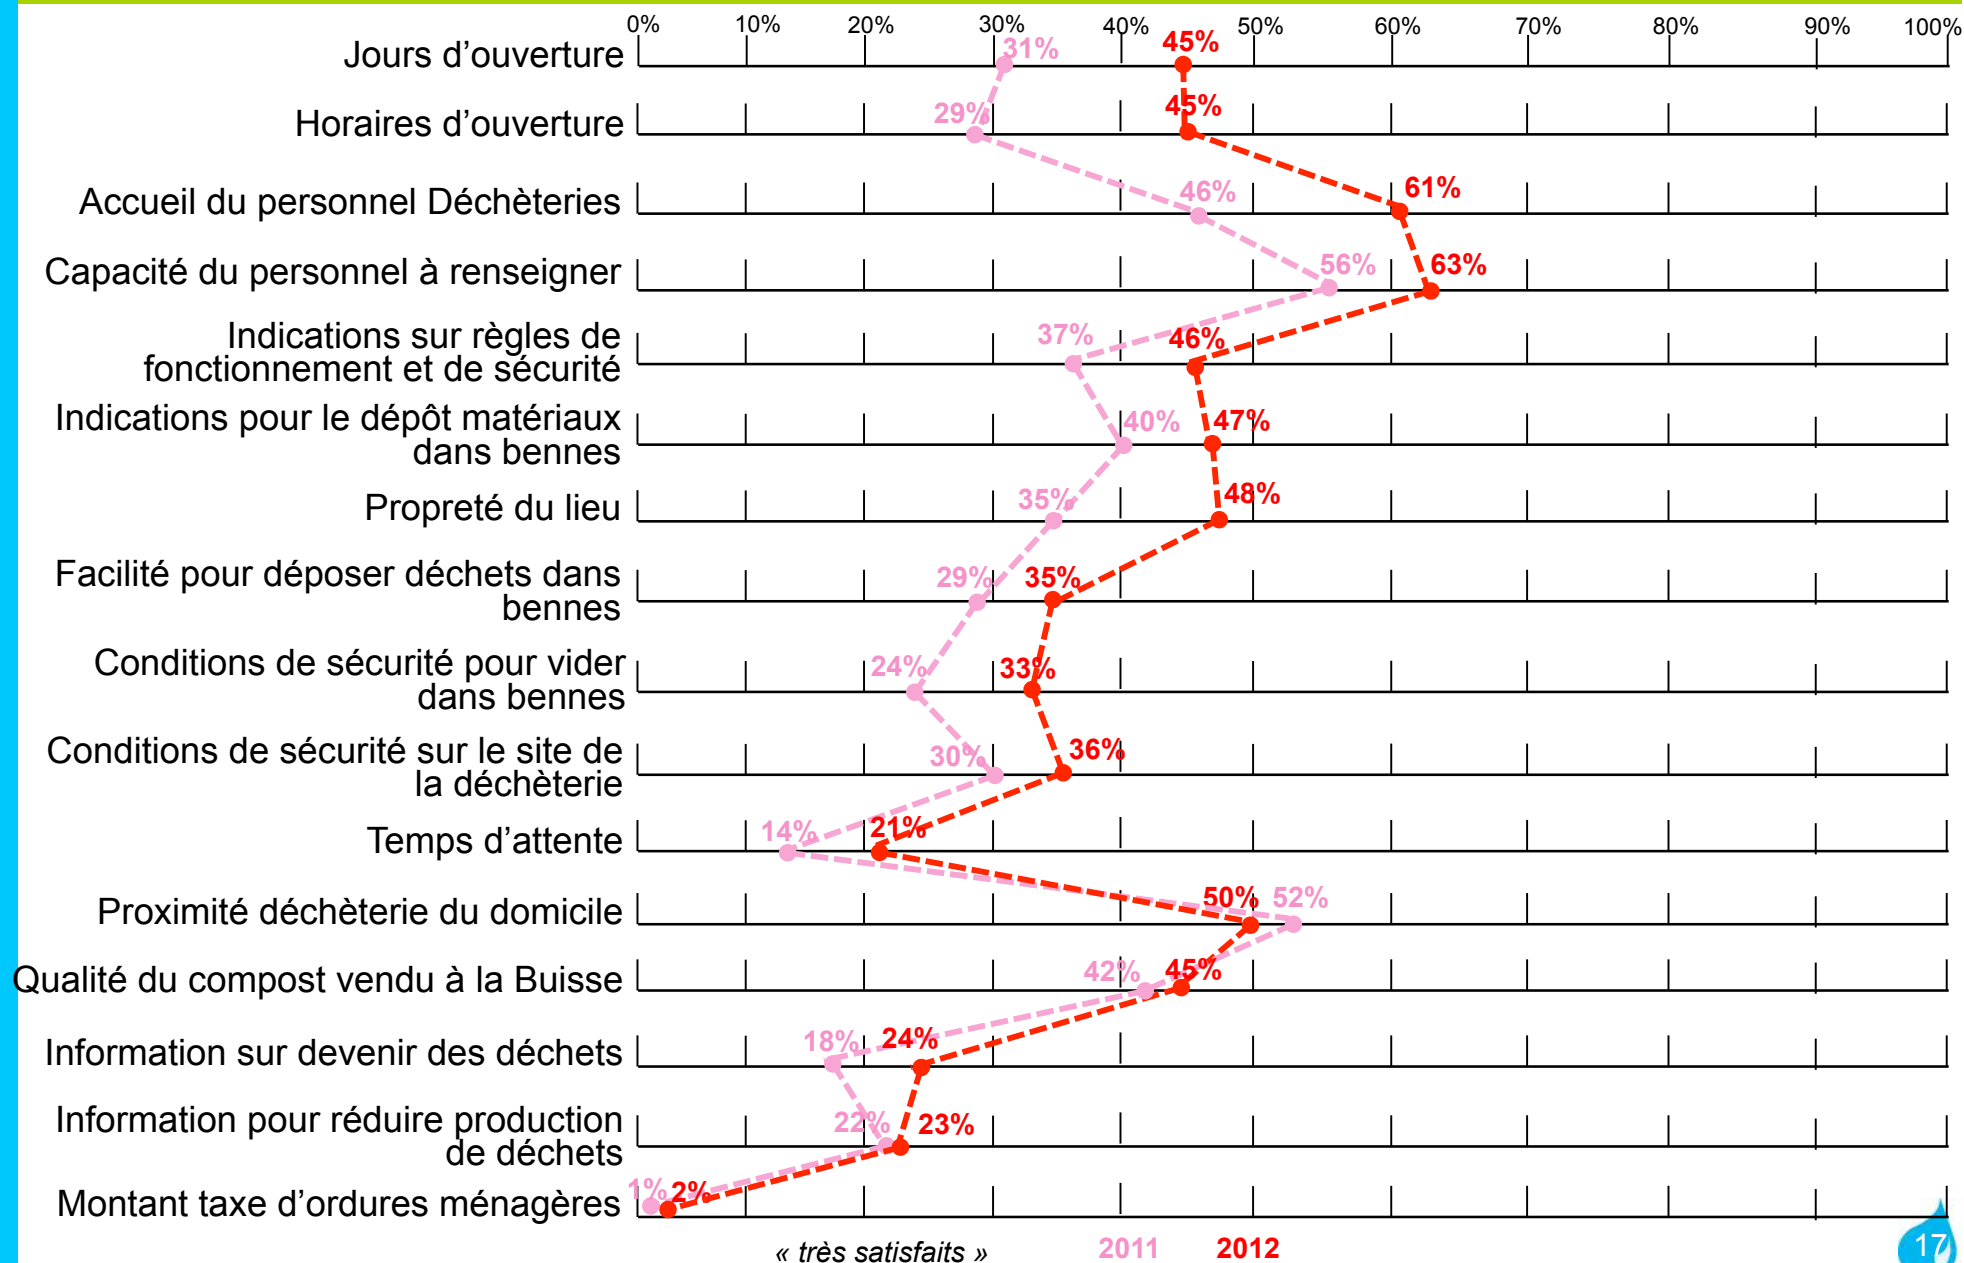 0% 10% 20% 30% 40% 50% 60% 70% 80% 90% 100%
Jours d’ouverture 31% 45%
Horaires d’ouverture 29% 45%
Accueil du personnel Déchèteries 46% 61%
Capacité du personnel à renseigner 56% 63%
Indications sur règles de
fonctionnement et de sécurité 37% 46%
Indications pour le dépôt matériaux
dans bennes 40% 47%
Propreté du lieu 35% 48%
Facilité pour déposer déchets dans
bennes 29% 35%
Conditions de sécurité pour vider
dans bennes 24% 33%
Conditions de sécurité sur le site de
la déchèterie 30% 36%
Temps d’attente 14% 21%
Proximité déchèterie du domicile 50% 52%
Qualité du compost vendu à la Buisse 42% 45%
Information sur devenir des déchets 18% 24%
Information pour réduire production
de déchets 22% 23%
Montant taxe d’ordures ménagères 1% 2%
« très satisfaits » 2011 2012
17